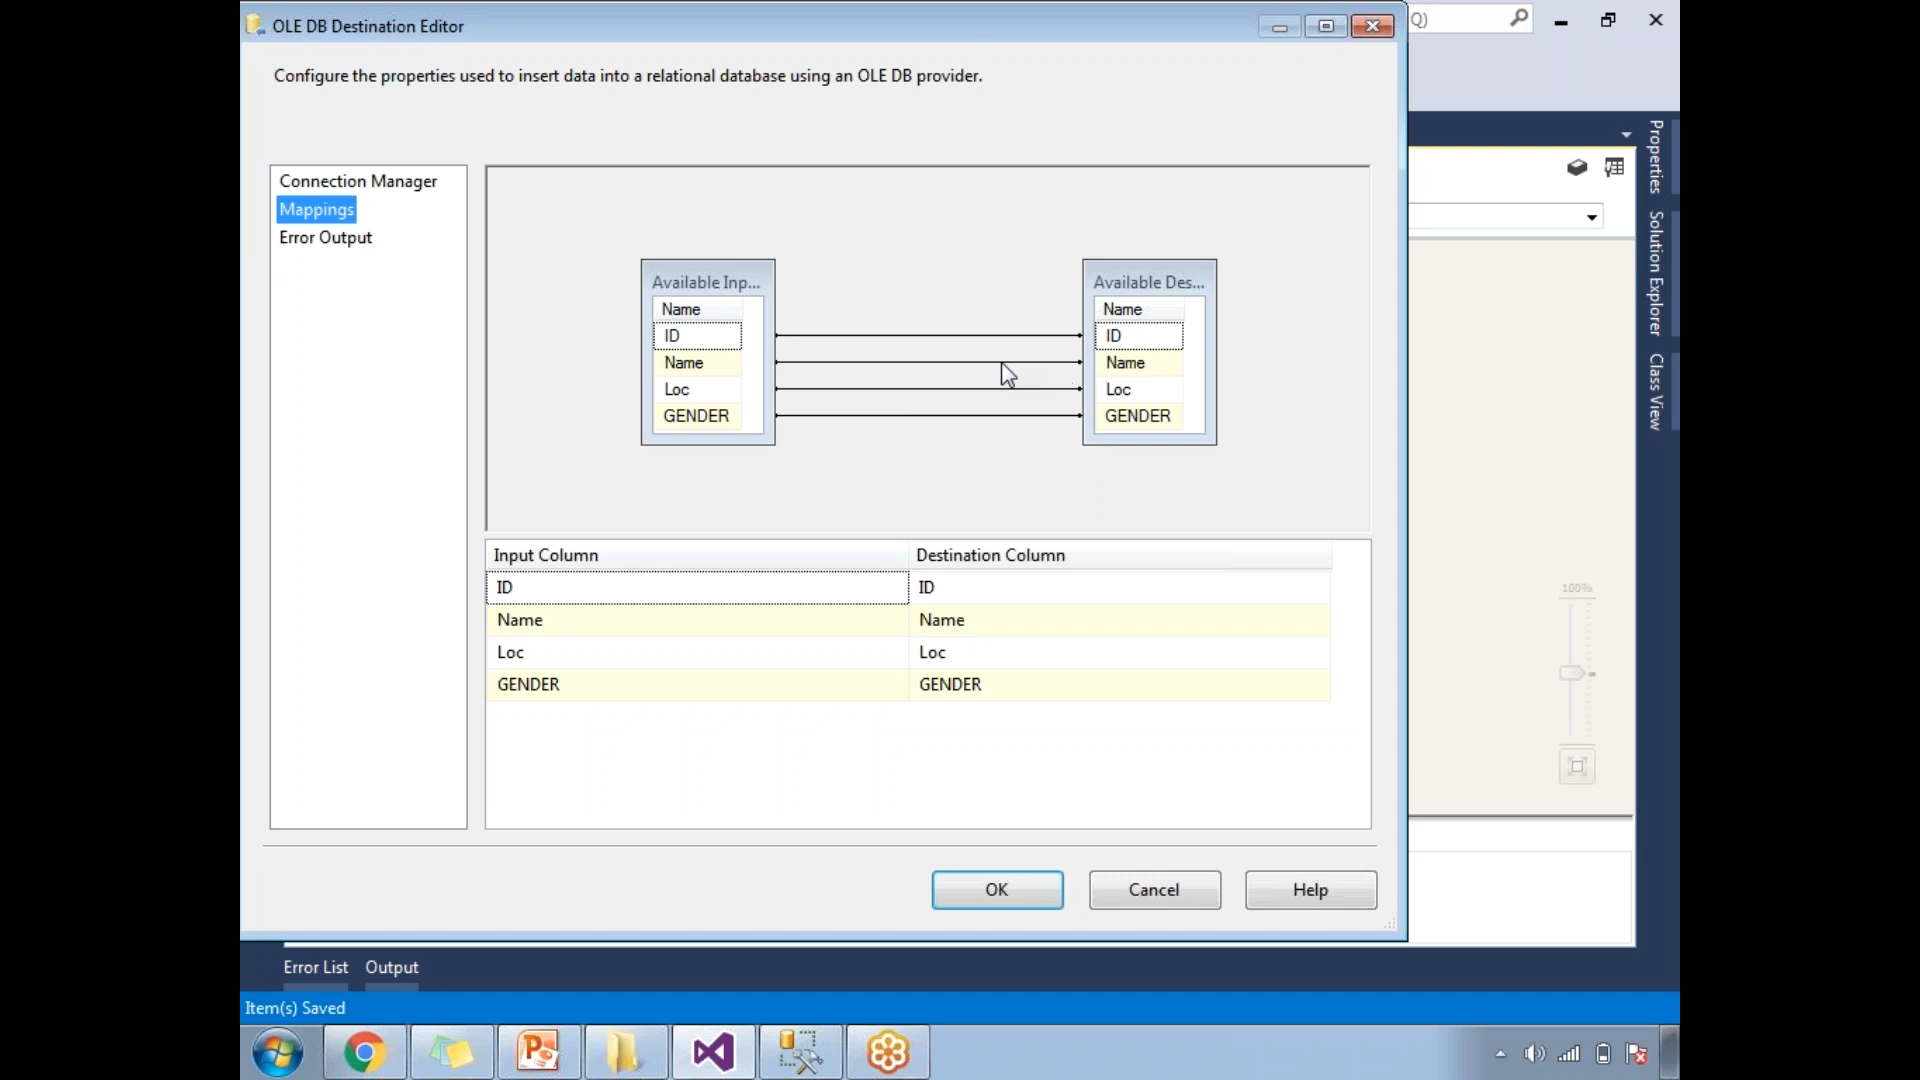 OLE DB Destination Editor
Q)
Configure the properties used to insert data into a relational database using an OLE DB provider.
Connection Manager
Mappings
Error Output
Available Inp...
Name
ID
Name
Loc
GENDER
Available Des...
Name
ID
Name
Loc
GENDER
Input Column Destination Column
ID ID
Name Name
Loc Loc
GENDER GENDER
OK Cancel Help
Properties
Solution Explorer
Class View
100%
Error List Output
Item(s) Saved